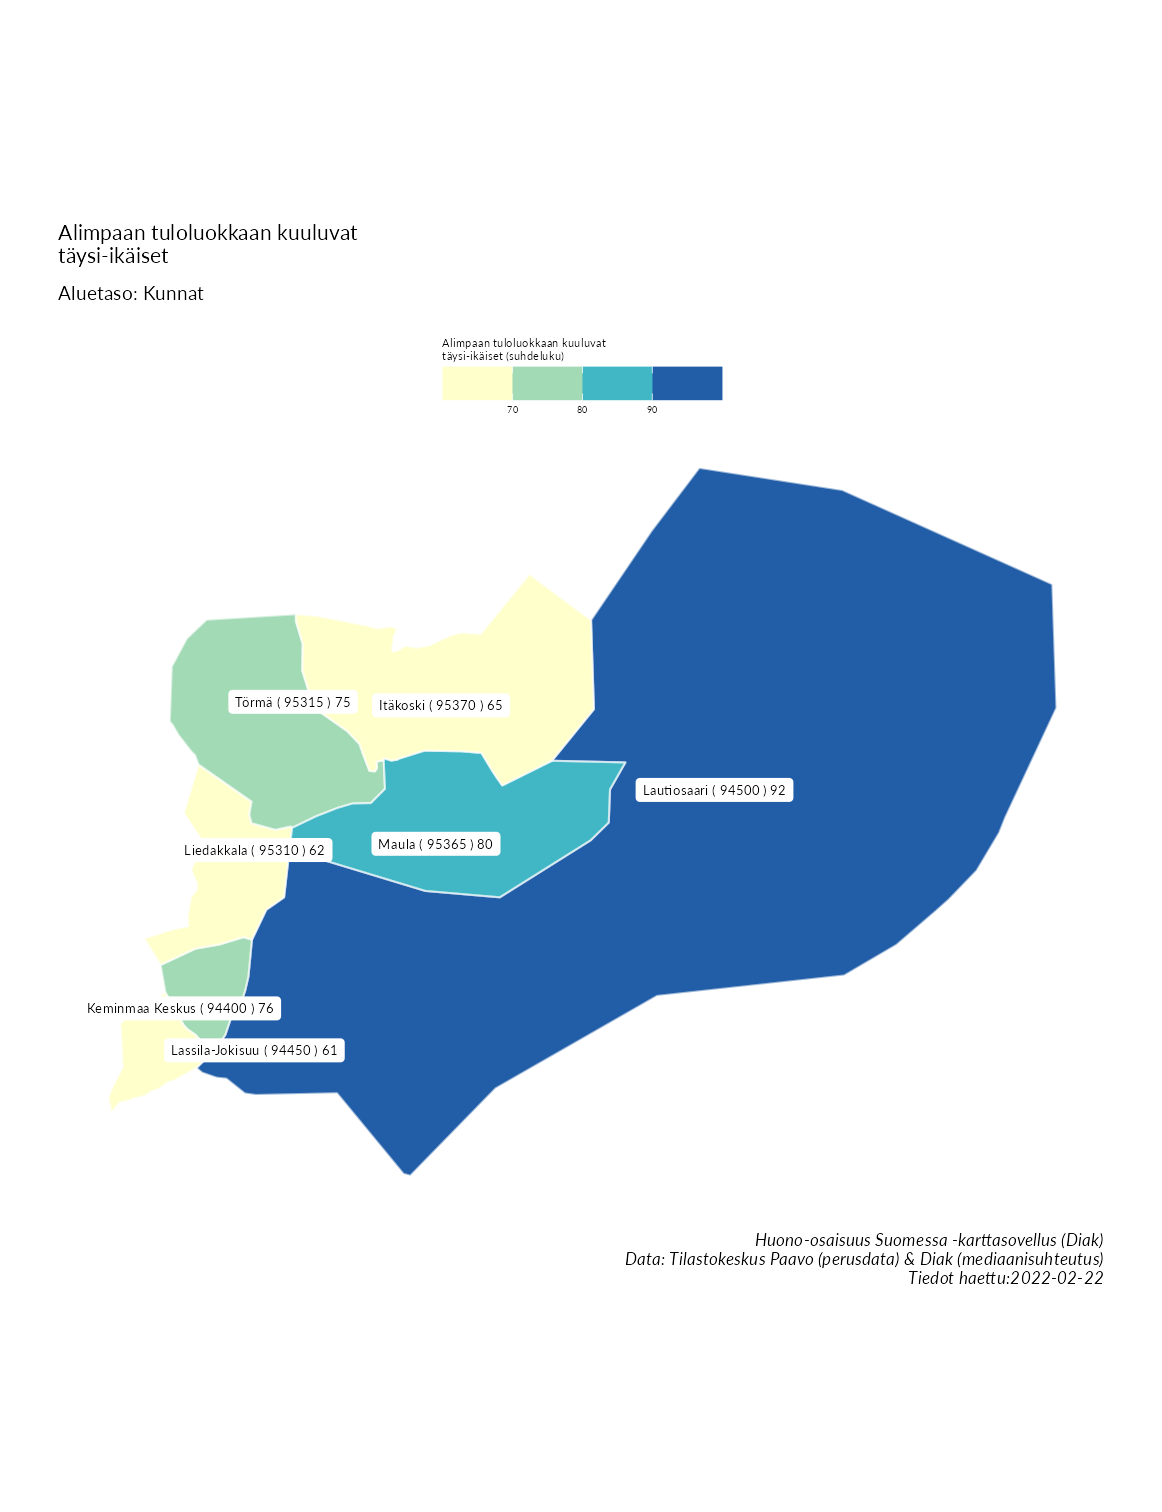 Alimpaan tuloluokkaan kuuluvat
täysi-ikäiset
Aluetaso: Kunnat
Alimpaan tuloluokkaan kuuluvat
täysi-ikäiset (suhdeluku)
70 80 90
Törmä ( 95315 ) 75
Itäkoski ( 95370 ) 65
Lautiosaari ( 94500 ) 92
Maula ( 95365 ) 80
Liedakkala ( 95310 ) 62
Keminmaa Keskus ( 94400 ) 76
Lassila-Jokisuu ( 94450 ) 61
Huono-osaisuus Suomessa -karttasovellus (Diak)
Data: Tilastokeskus Paavo (perusdata) & Diak (mediaanisuhteutus)
Tiedot haettu:2022-02-22